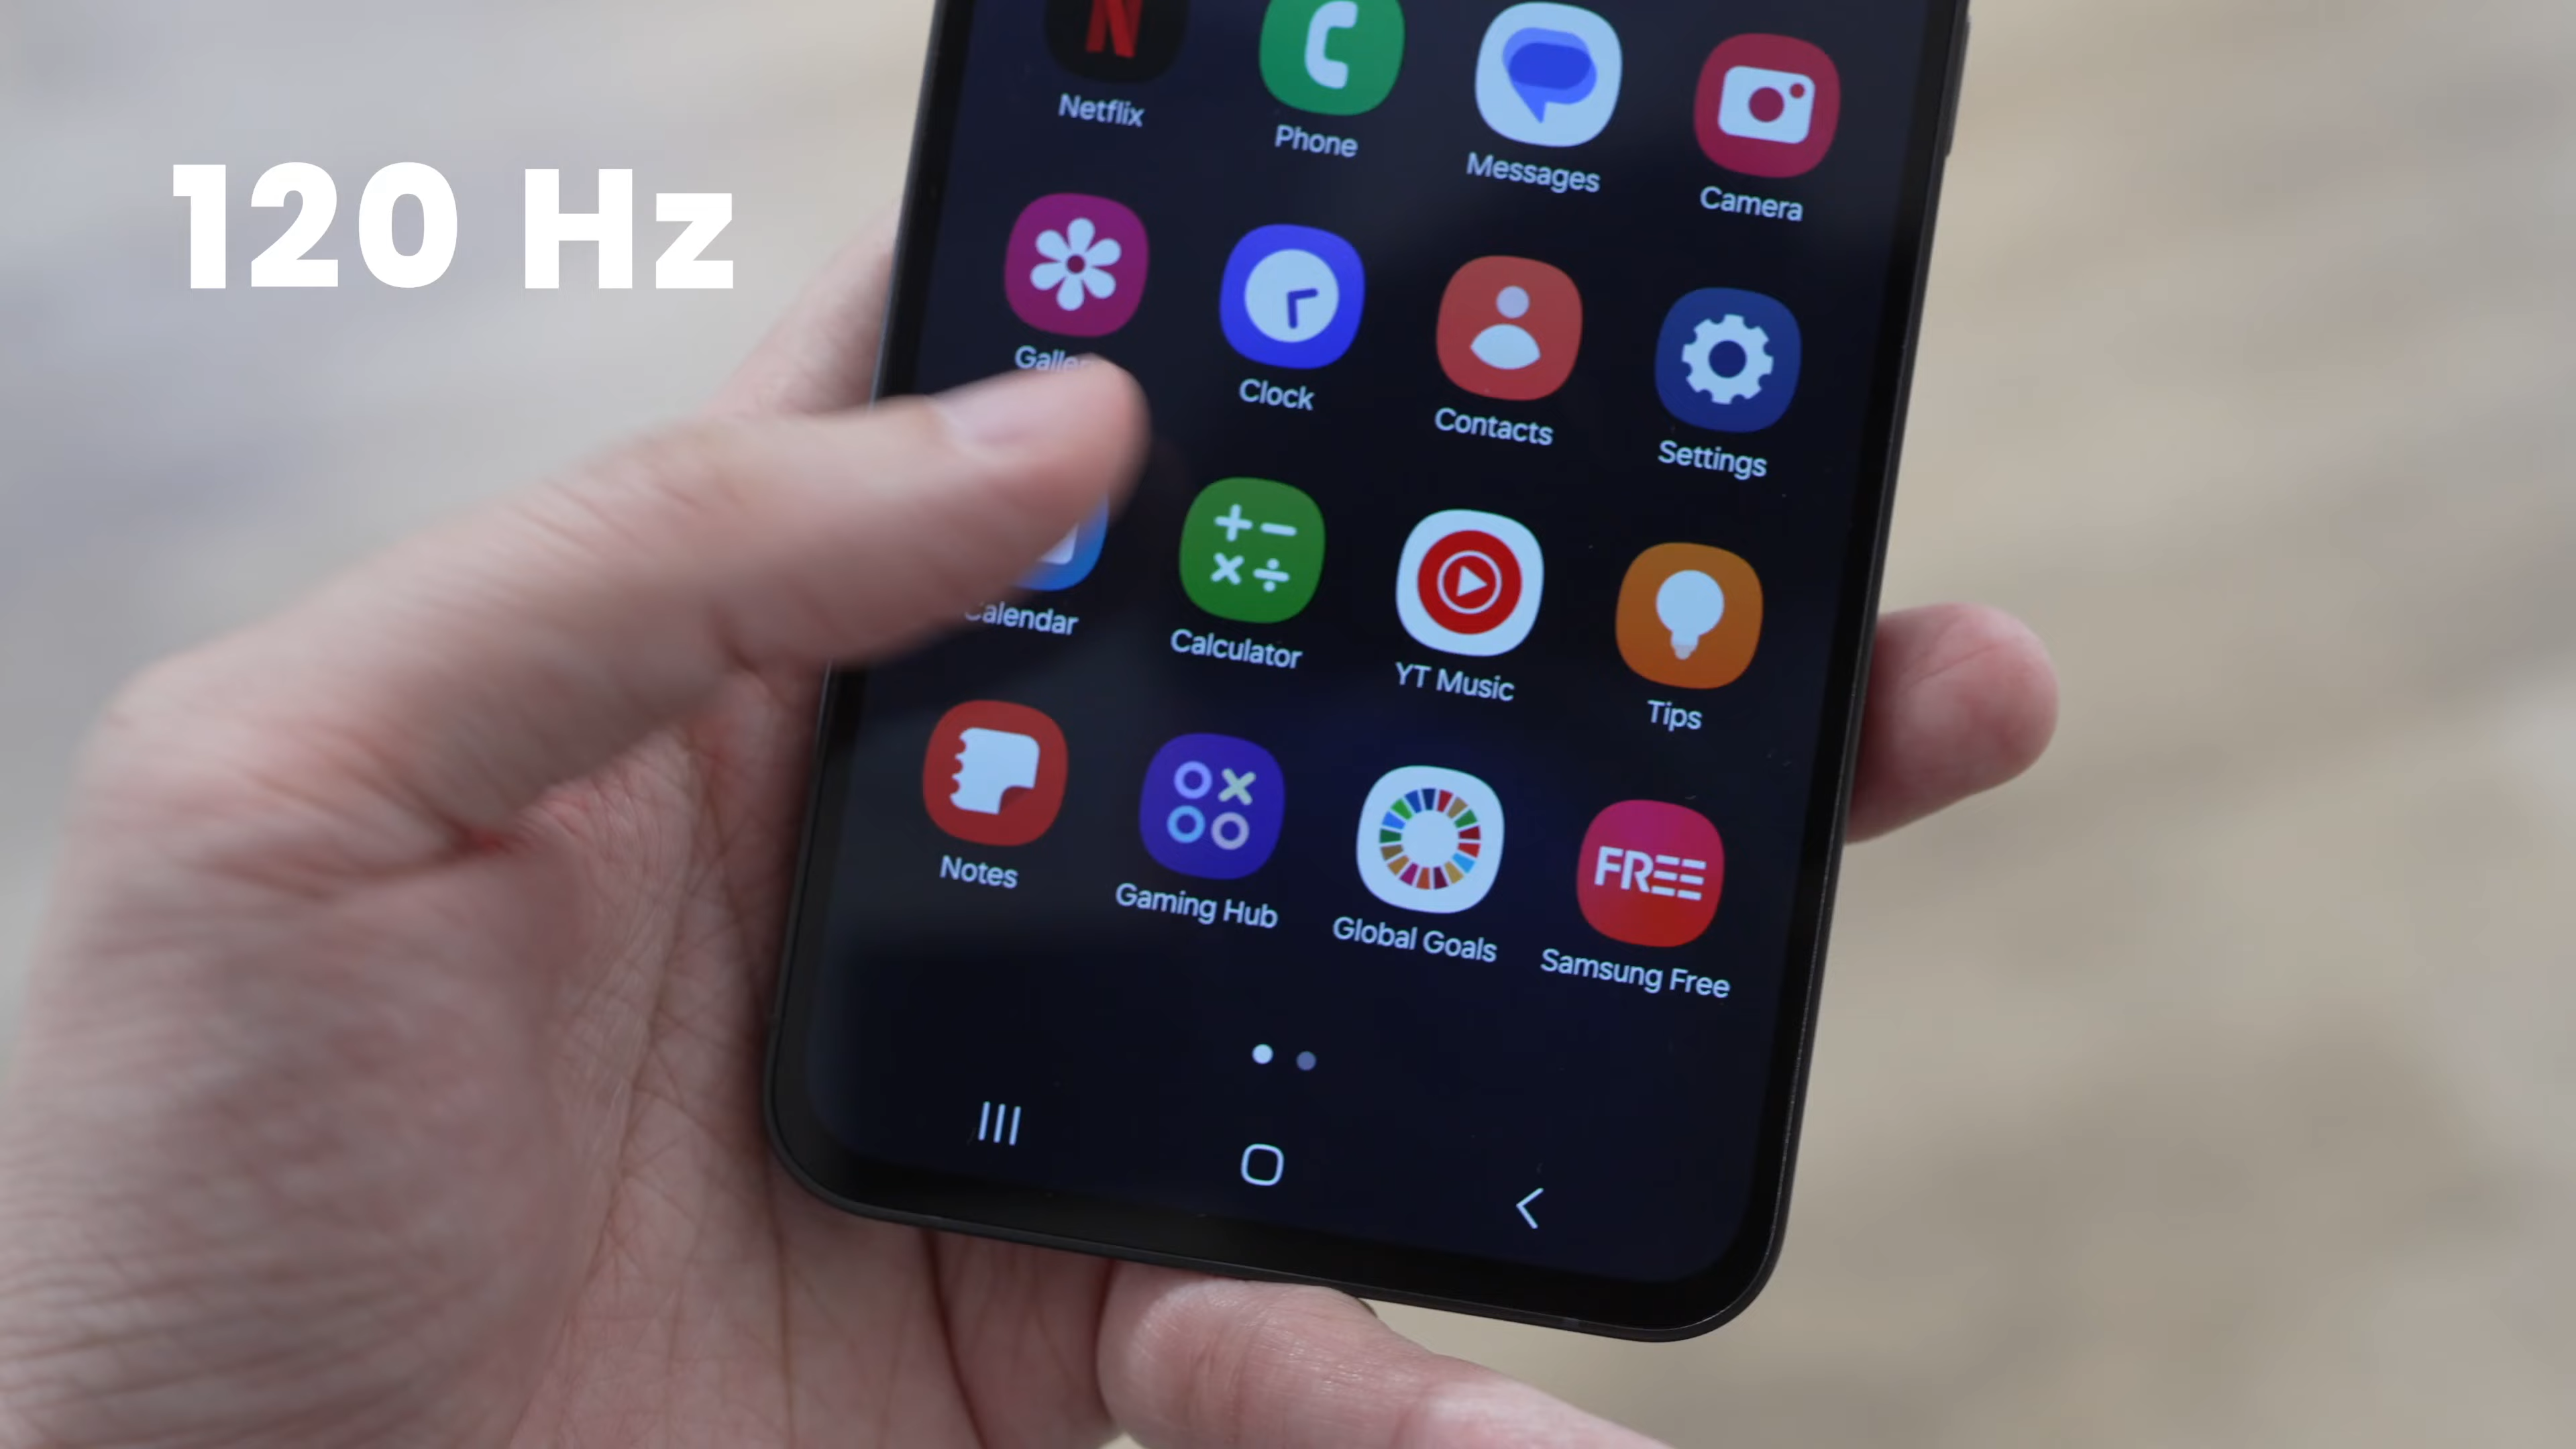 120 Hz
N
Netflix
Phone
Messages
Camera
Clock
Contacts
Settings
Calendar
Calculator
YT Music
Tips
FREE
Notes
Gaming Hub
Global Goals
Samsung Free